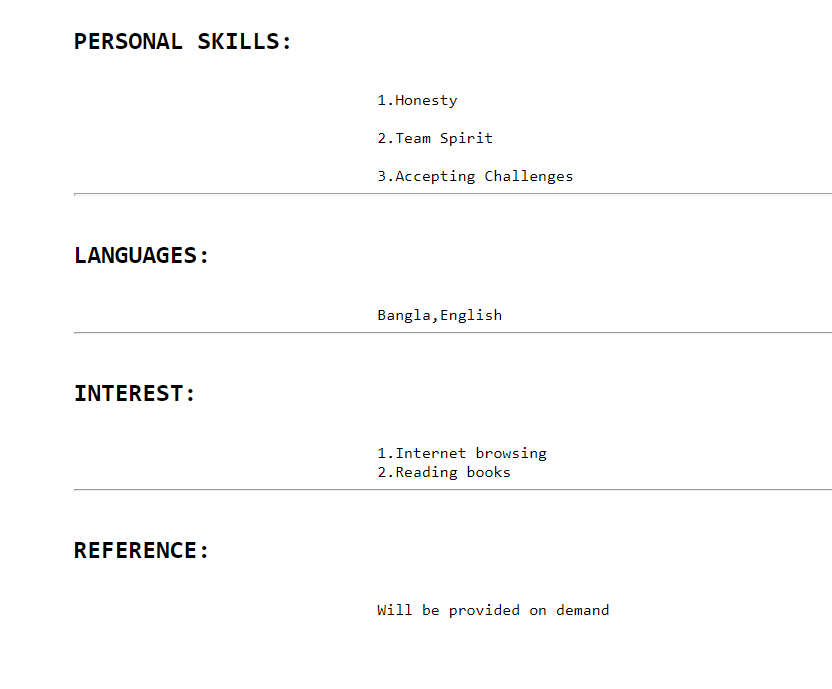 PERSONAL SKILLS:
1.Honesty
2.Team Spirit
3.Accepting Challenges
LANGUAGES:
Bangla,English
INTEREST:
1.Internet browsing
2.Reading books
REFERENCE:
Will be provided on demand